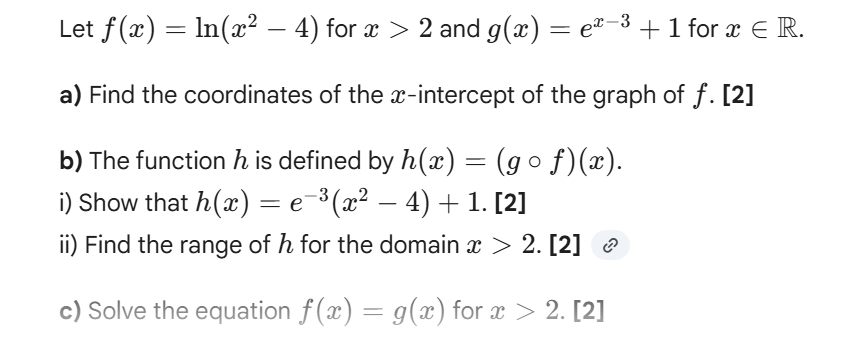 Let f(x) = ln(x² − 4) for x > 2 and g(x) = eˣ⁻³ + 1 for x ∈ ℝ.
a) Find the coordinates of the x-intercept of the graph of f. [2]
b) The function h is defined by h(x) = (g ∘ f)(x).
i) Show that h(x) = e⁻³(x² − 4) + 1. [2]
ii) Find the range of h for the domain x > 2. [2]
c) Solve the equation f(x) = g(x) for x > 2. [2]